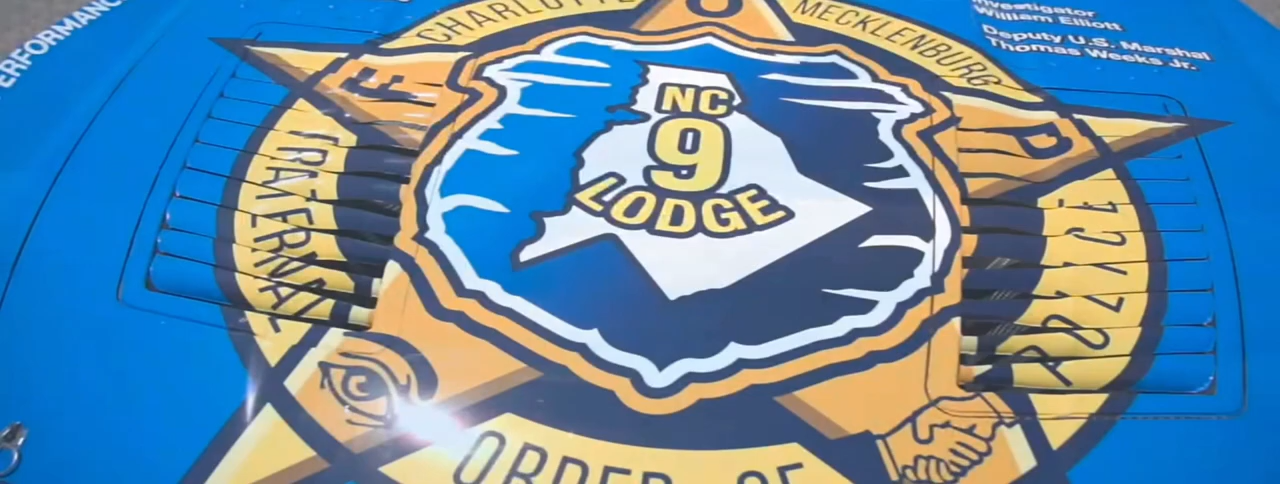 ERFORMANC
CHARLOTTE
MECKLENBURG
Investigator
William Elliott
Deputy U.S. Marshal
Thomas Weeks Jr.
F
O
P
NC
9
LODGE
FRATERNAL
ORDER OF
POLICE